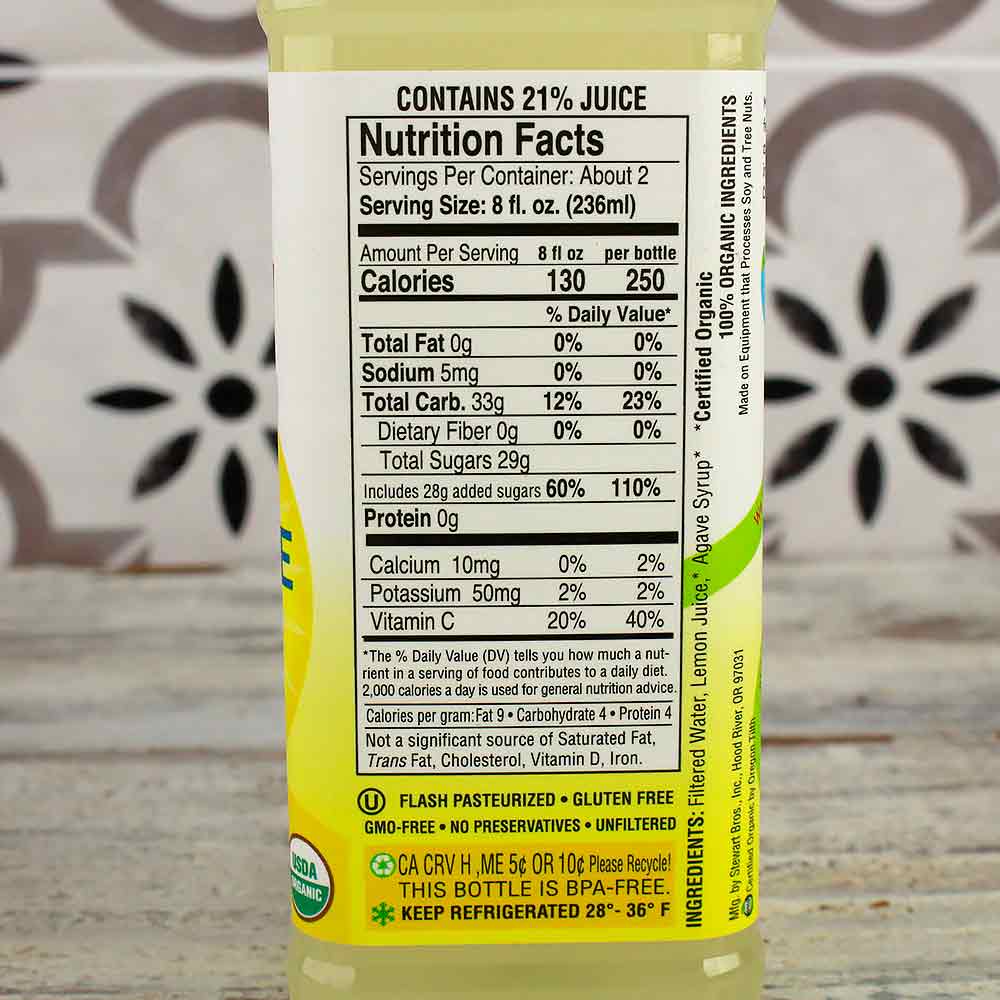 CONTAINS 21% JUICE
Nutrition Facts
Servings Per Container: About 2
Serving Size: 8 fl. oz. (236ml)
Amount Per Serving 8 fl oz per bottle
Calories 130 250
% Daily Value*
Total Fat 0g 0% 0%
Sodium 5mg 0% 0%
Total Carb. 33g 12% 23%
Dietary Fiber 0g 0% 0%
Total Sugars 29g
Includes 28g added sugars 60% 110%
Protein 0g
Calcium 10mg 0% 2%
Potassium 50mg 2% 2%
Vitamin C 20% 40%
*The % Daily Value (DV) tells you how much a nut-
rient in a serving of food contributes to a daily diet.
2,000 calories a day is used for general nutrition advice.
Calories per gram:Fat 9 • Carbohydrate 4 • Protein 4
Not a significant source of Saturated Fat,
Trans Fat, Cholesterol, Vitamin D, Iron.
U FLASH PASTEURIZED • GLUTEN FREE
GMO-FREE • NO PRESERVATIVES • UNFILTERED
CA CRV H ,ME 5¢ OR 10¢ Please Recycle!
THIS BOTTLE IS BPA-FREE.
KEEP REFRIGERATED 28°- 36° F
INGREDIENTS: Filtered Water, Lemon Juice,* Agave Syrup* *Certified Organic
100% ORGANIC INGREDIENTS
Made on Equipment that Processes Soy and Tree Nuts.
Mfg. by Stewart Bros., Inc., Hood River, OR 97031
Certified Organic by Oregon Tilth
USDA
ORGANIC
E